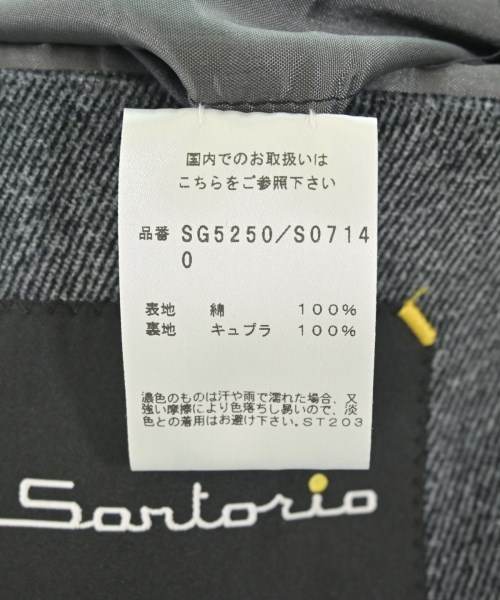 国内でのお取扱いは
こちらをご参照下さい
品番 SG5250/S0714
0
表地 綿 100%
裏地 キュプラ 100%
濃色のものは汗や雨で濡れた場合、又
強い摩擦により色落ちし易いので、淡
色との着用はお避け下さい。ST203
Sartorio